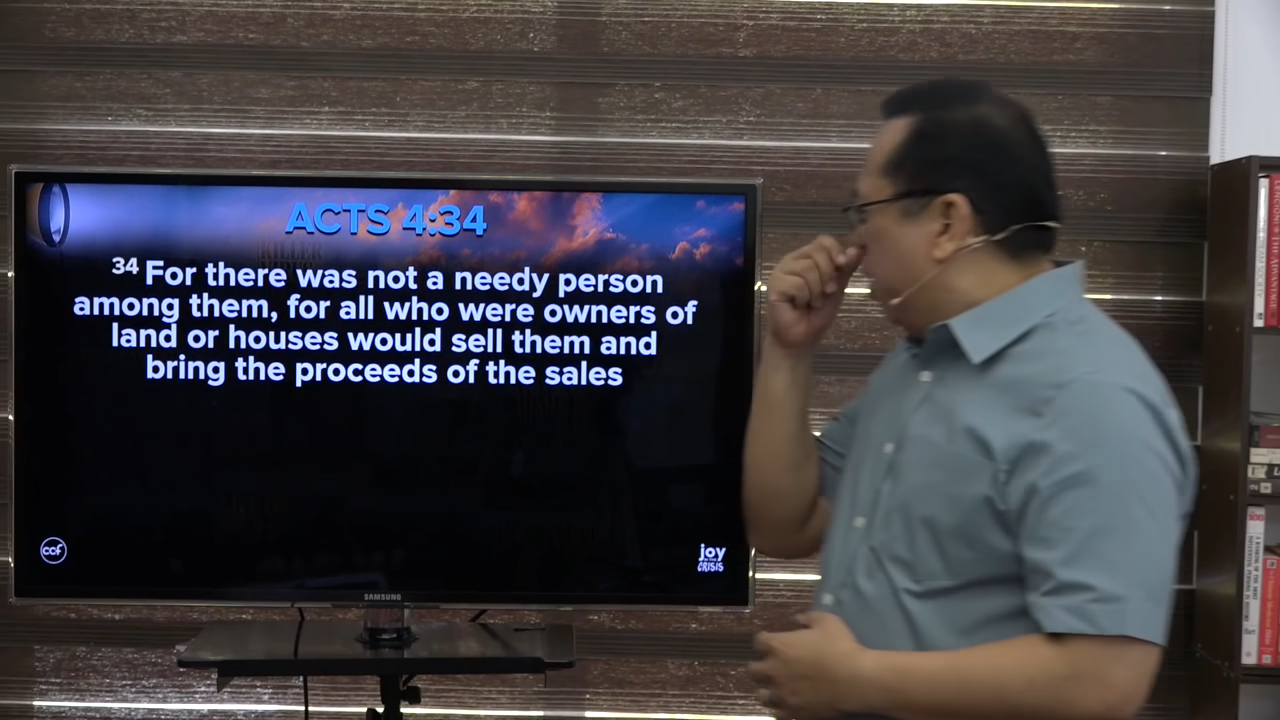 ACTS 4:34
34 For there was not a needy person
among them, for all who were owners of
land or houses would sell them and
bring the proceeds of the sales
ccf
joy
CRISIS
SAMSUNG